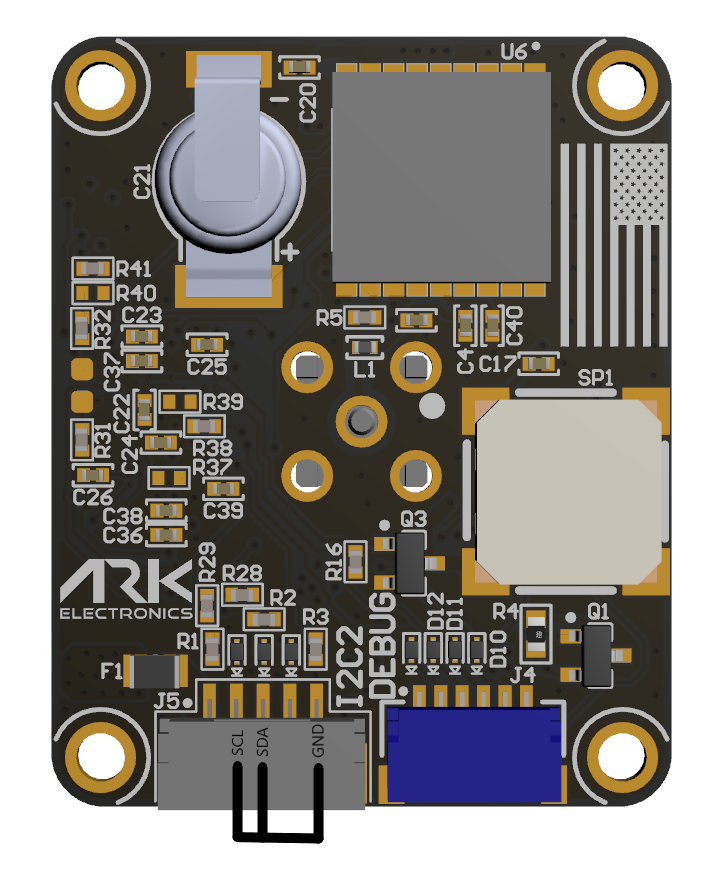 U6
C20
-
C21
+
R41
R40
R32
C23
C25
C37
R5
L1
C4
C40
C17
SP1
C22
R39
R31
R38
C24
R37
C26
C39
C38
C36
Q3
R16
ARK
ELECTRONICS
R29
R28
R2
R1
R3
I2C2
DEBUG
D12
D11
D10
R4
Q1
F1
J5
J4
SCL
SDA
GND